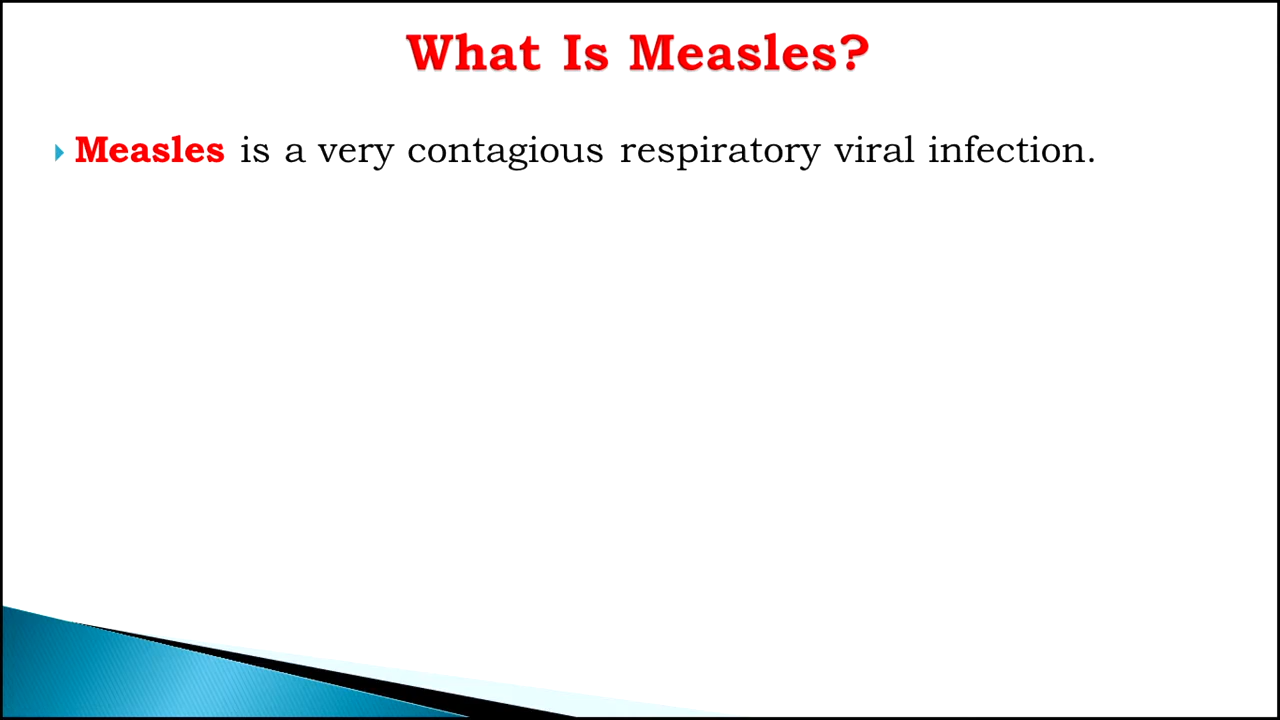 What Is Measles?
Measles is a very contagious respiratory viral infection.